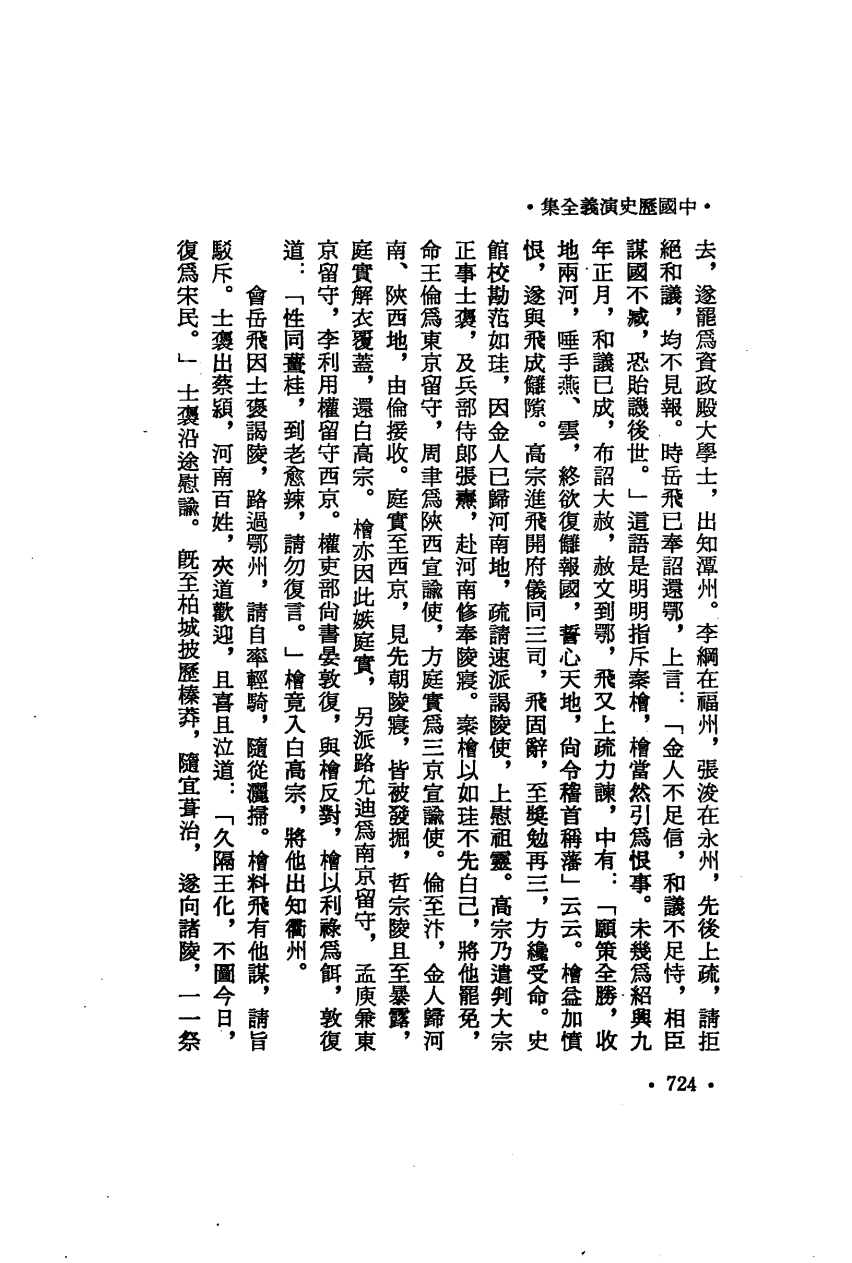 •中國歷史演義全集•
去，遂罷爲資政殿大學士，出知潭州。李綱在福州，張浚在永州，先後上疏，請拒
絕和議，均不見報。時岳飛已奉詔還鄂，上言：「金人不足信，和議不足恃，相臣
謀國不臧，恐貽譏後世。」這語是明明指斥秦檜，檜當然引爲恨事。未幾爲紹興九
年正月，和議已成，布詔大赦，赦文到鄂，飛又上疏力諫，中有：「願策全勝，收
地兩河，唾手燕、雲，終欲復讎報國，誓心天地，尙令稽首稱藩」云云。檜益加憤
恨，遂與飛成讎隙。高宗進飛開府儀同三司，飛固辭，至獎勉再三，方纔受命。史
館校勘范如珪，因金人已歸河南地，疏請速派謁陵使，上慰祖靈。高宗乃遣判大宗
正事士㒟，及兵部侍郎張燾，赴河南修奉陵寢。秦檜以如珪不先白己，將他罷免，
命王倫爲東京留守，周聿爲陝西宣諭使，方庭實爲三京宣諭使。倫至汴，金人歸河
南、陝西地，由倫接收。庭實至西京，見先朝陵寢，皆被發掘，哲宗陵且至暴露，
庭實解衣覆蓋，還白高宗。檜亦因此嫉庭實，另派路允迪爲南京留守，孟庾兼東
京留守，李利用權留守西京。權吏部尙書晏敦復，與檜反對，檜以利祿爲餌，敦復
道：「性同薑桂，到老愈辣，請勿復言。」檜竟入白高宗，將他出知衢州。
會岳飛因士㒟謁陵，路過鄂州，請自率輕騎，隨從灑掃。檜料飛有他謀，請旨
駁斥。士㒟出蔡潁，河南百姓，夾道歡迎，且喜且泣道：「久隔王化，不圖今日，
復爲宋民。」士㒟沿途慰諭。旣至柏城披歷榛莽，隨宜葺治，遂向諸陵，一一祭
•724•